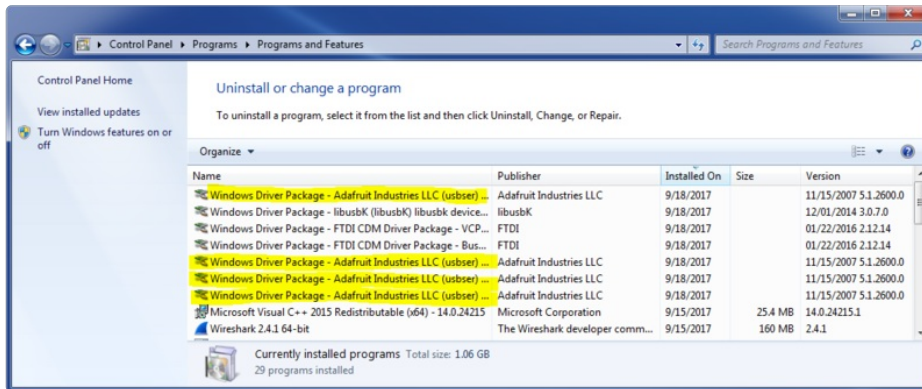 Control Panel ▸ Programs ▸ Programs and Features
Search Programs and Features
Control Panel Home
View installed updates
Turn Windows features on or
off
Uninstall or change a program
To uninstall a program, select it from the list and then click Uninstall, Change, or Repair.
Organize
Name Publisher Installed On Size Version
Windows Driver Package - Adafruit Industries LLC (usbser) ... Adafruit Industries LLC 9/18/2017 11/15/2007 5.1.2600.0
Windows Driver Package - libusbK (libusbK) libusbk device... libusbK 9/18/2017 12/01/2014 3.0.7.0
Windows Driver Package - FTDI CDM Driver Package - VCP... FTDI 9/18/2017 01/22/2016 2.12.14
Windows Driver Package - FTDI CDM Driver Package - Bus... FTDI 9/18/2017 01/22/2016 2.12.14
Windows Driver Package - Adafruit Industries LLC (usbser) ... Adafruit Industries LLC 9/18/2017 11/15/2007 5.1.2600.0
Windows Driver Package - Adafruit Industries LLC (usbser) ... Adafruit Industries LLC 9/18/2017 11/15/2007 5.1.2600.0
Windows Driver Package - Adafruit Industries LLC (usbser) ... Adafruit Industries LLC 9/18/2017 11/15/2007 5.1.2600.0
Microsoft Visual C++ 2015 Redistributable (x64) - 14.0.24215 Microsoft Corporation 9/15/2017 25.4 MB 14.0.24215.1
Wireshark 2.4.1 64-bit The Wireshark developer comm... 9/15/2017 160 MB 2.4.1
Currently installed programs Total size: 1.06 GB
29 programs installed